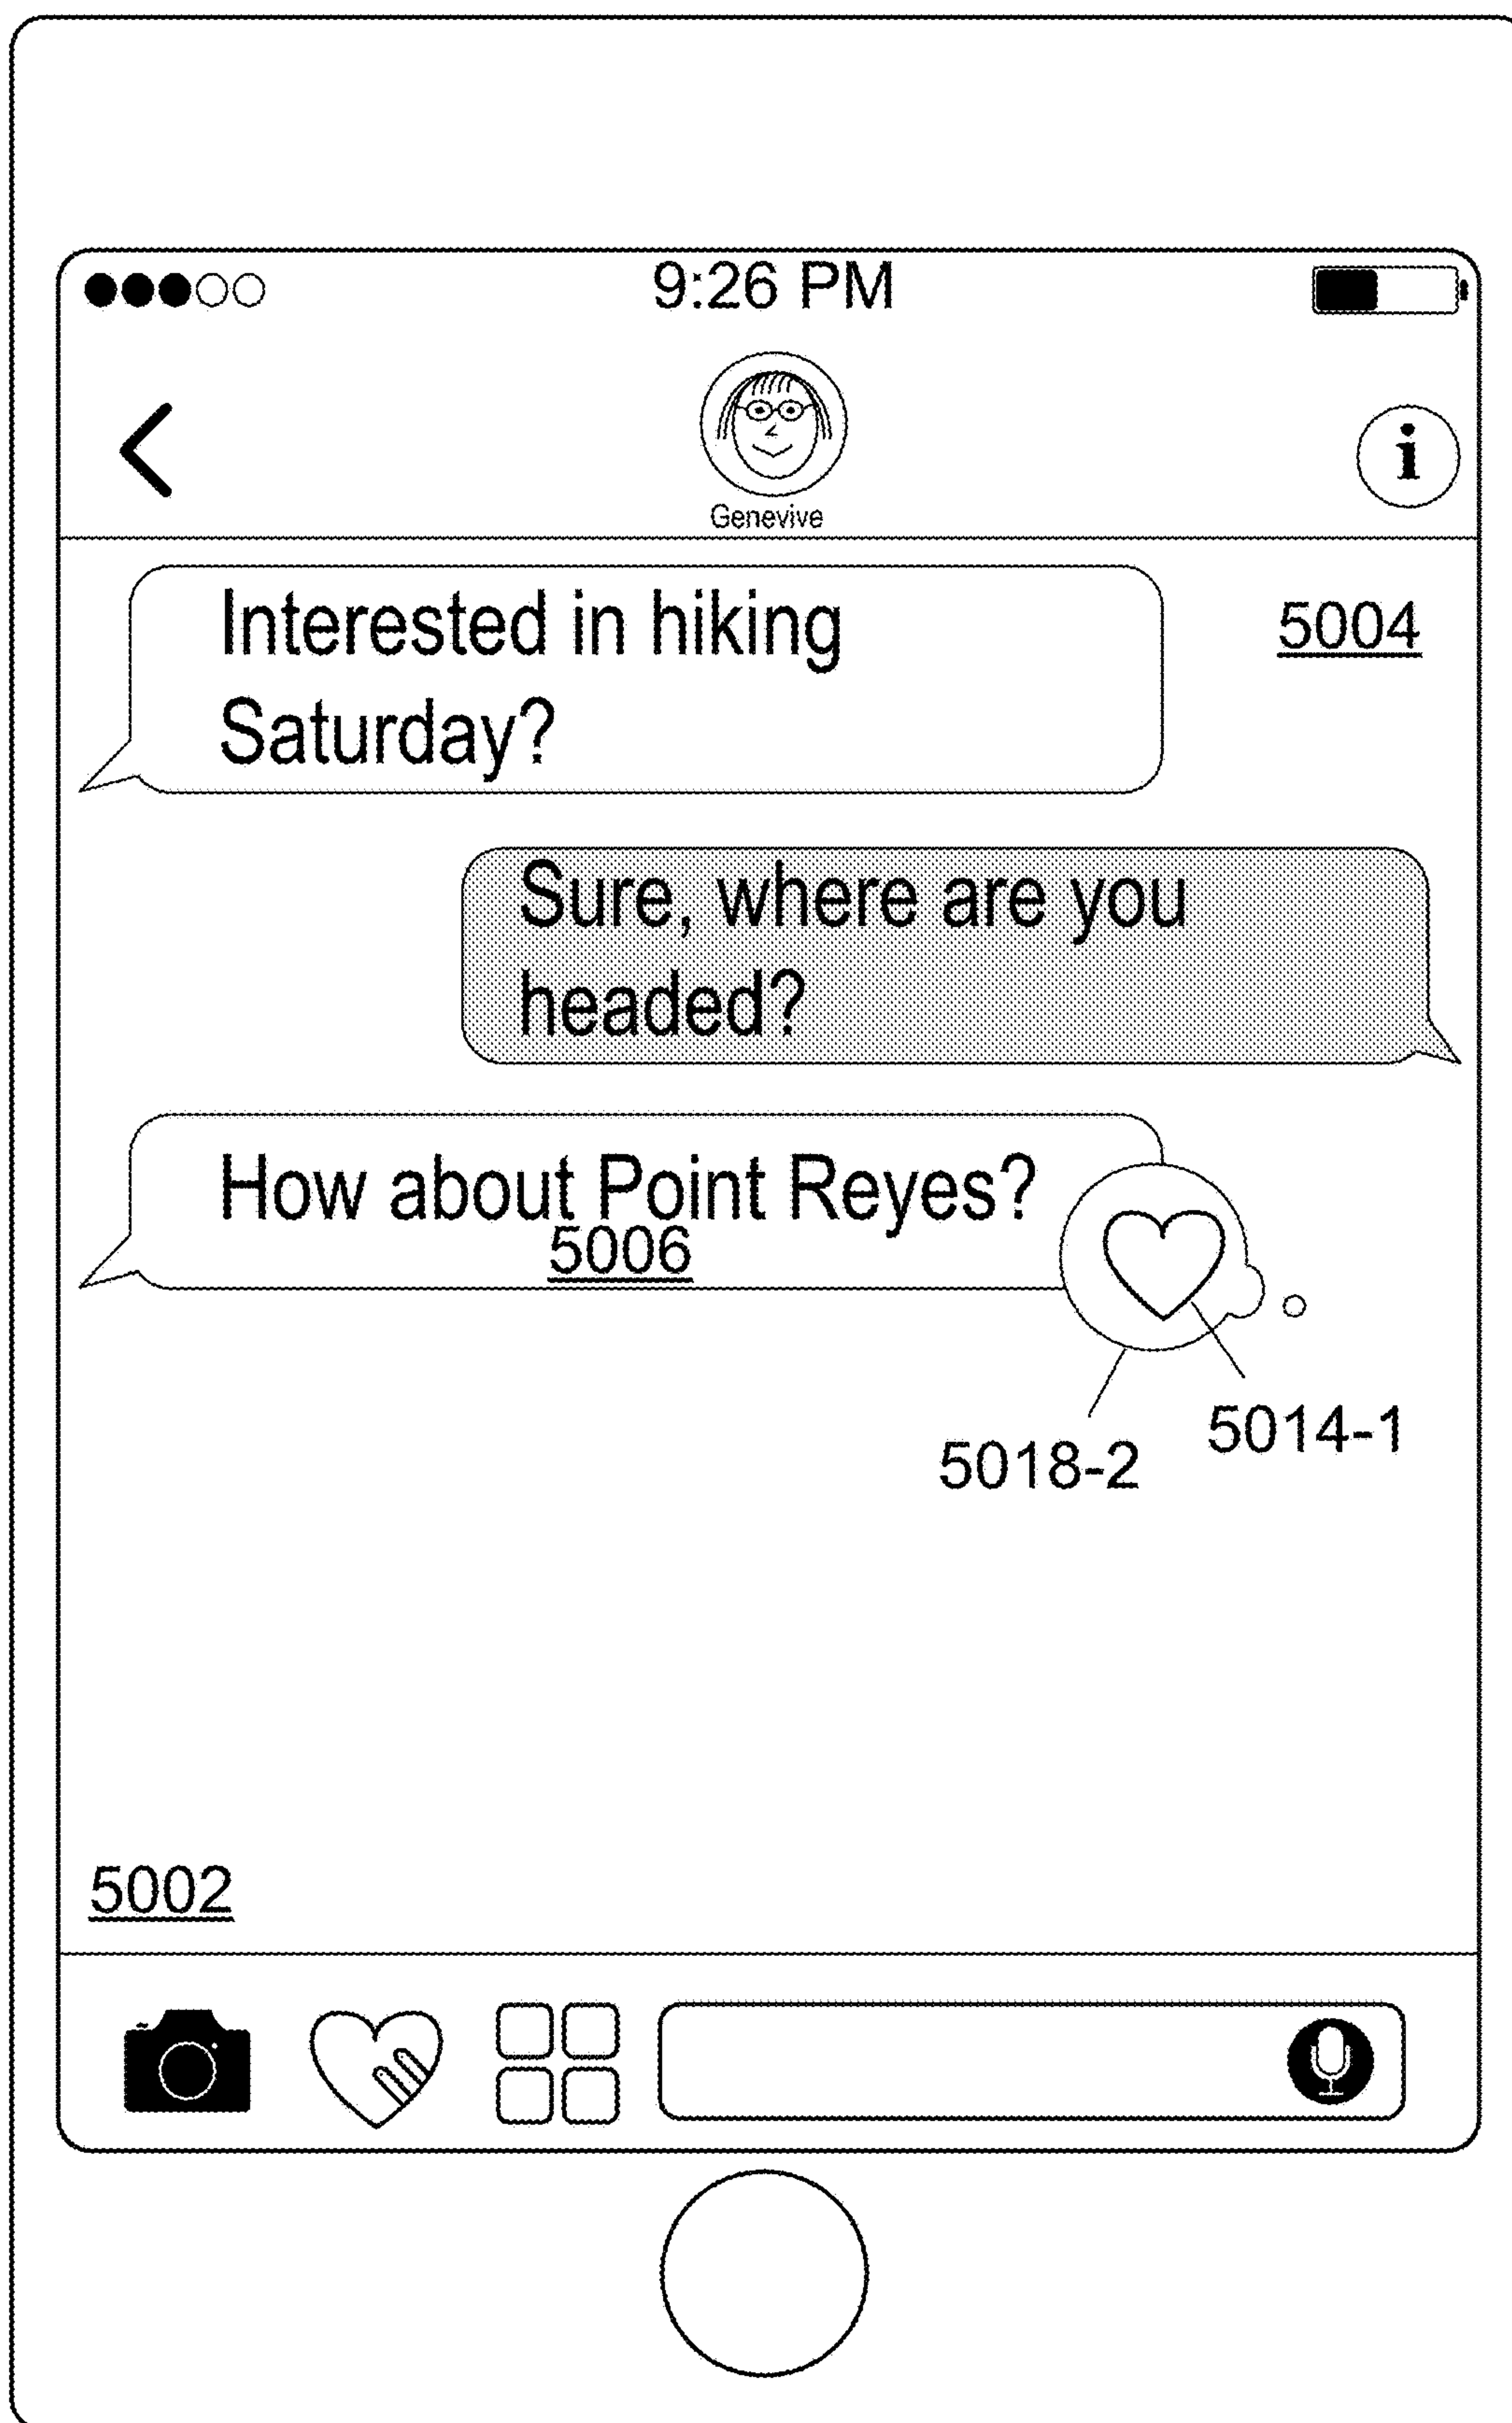 9:26 PM
i
Genevive
Interested in hiking
Saturday?
5004
Sure, where are you
headed?
How about Point Reyes?
5006
5014-1
5018-2
5002